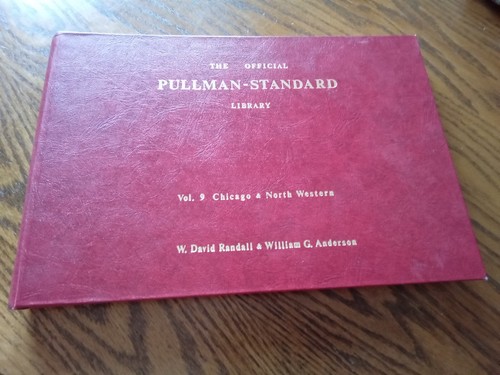 THE OFFICIAL
PULLMAN-STANDARD
LIBRARY
Vol. 9 Chicago & North Western
W. David Randall & William G. Anderson